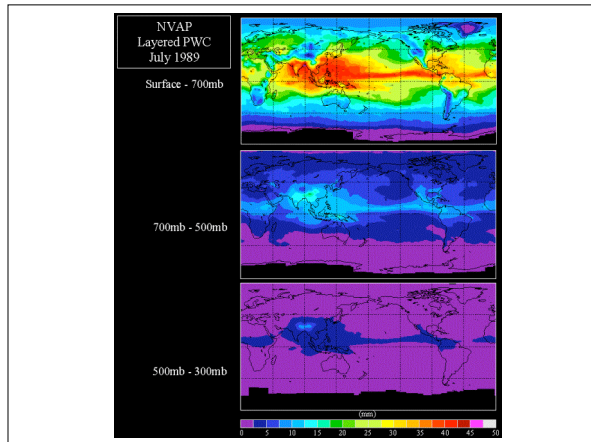 NVAP
Layered PWC
July 1989
Surface - 700mb
700mb - 500mb
500mb - 300mb
(mm)
0 5 10 15 20 25 30 35 40 45 50